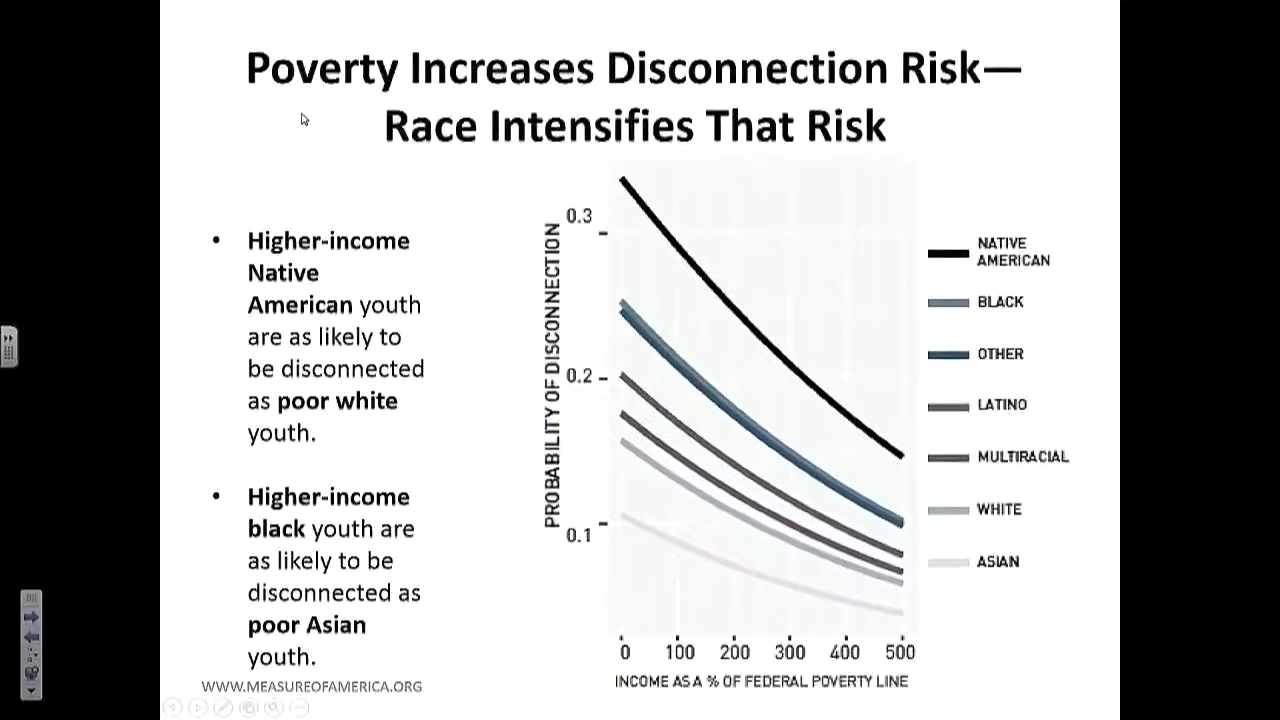 Poverty Increases Disconnection Risk—
Race Intensifies That Risk
• Higher-income
Native
American youth
are as likely to
be disconnected
as poor white
youth.
• Higher-income
black youth are
as likely to be
disconnected as
poor Asian
youth.
WWW.MEASUREOFAMERICA.ORG
PROBABILITY OF DISCONNECTION
0.3
0.2
0.1
0 100 200 300 400 500
INCOME AS A % OF FEDERAL POVERTY LINE
NATIVE
AMERICAN
BLACK
OTHER
LATINO
MULTIRACIAL
WHITE
ASIAN